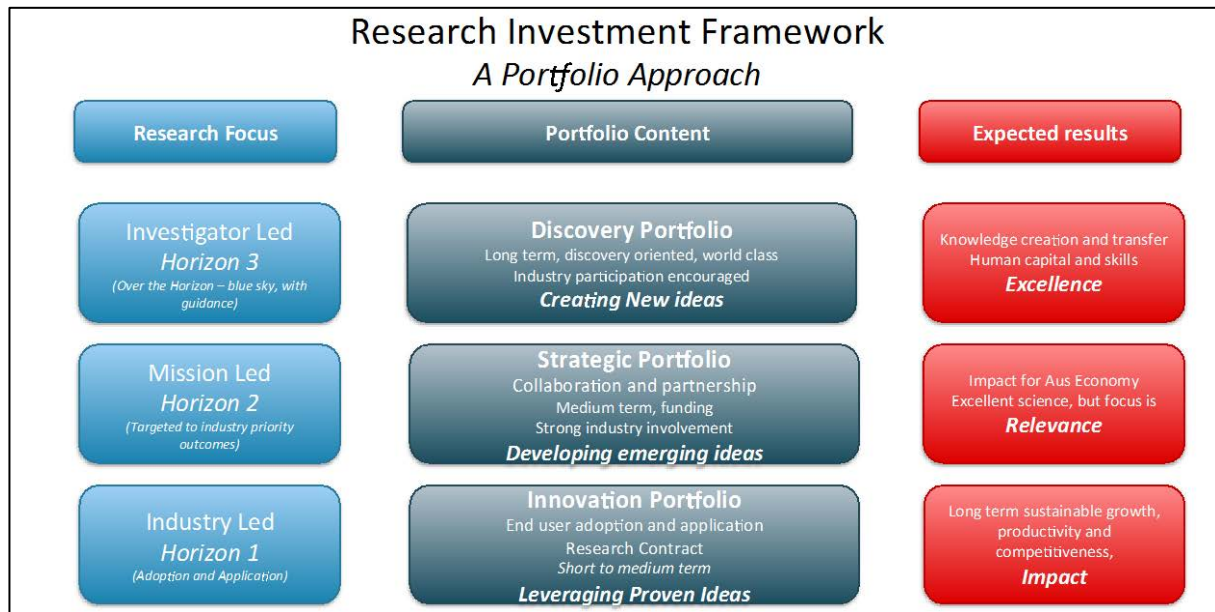 Research Investment Framework
A Portfolio Approach
Research Focus
Portfolio Content
Expected results
Investigator Led
Horizon 3
(Over the Horizon – blue sky, with
guidance)
Discovery Portfolio
Long term, discovery oriented, world class
Industry participation encouraged
Creating New ideas
Knowledge creation and transfer
Human capital and skills
Excellence
Mission Led
Horizon 2
(Targeted to industry priority
outcomes)
Strategic Portfolio
Collaboration and partnership
Medium term, funding
Strong industry involvement
Developing emerging ideas
Impact for Aus Economy
Excellent science, but focus is
Relevance
Industry Led
Horizon 1
(Adoption and Application)
Innovation Portfolio
End user adoption and application
Research Contract
Short to medium term
Leveraging Proven Ideas
Long term sustainable growth,
productivity and
competitiveness,
Impact